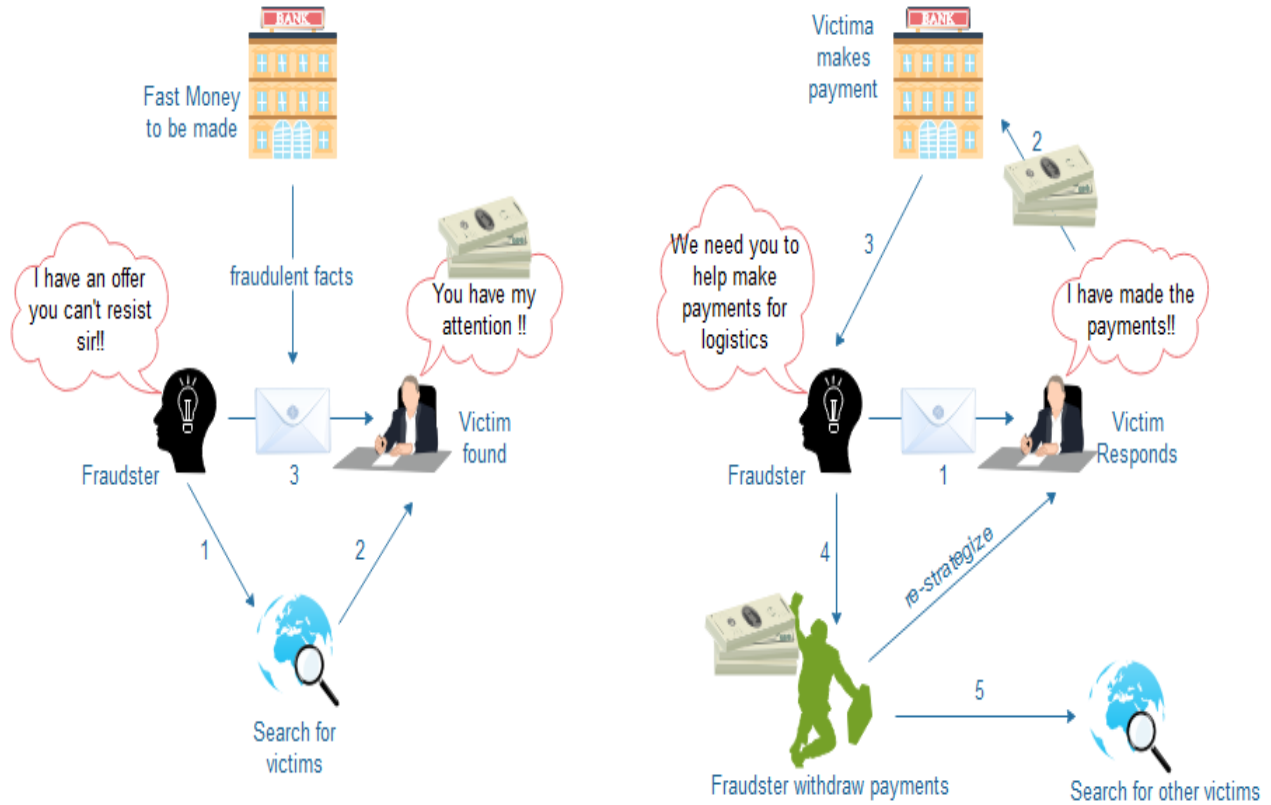 BANK
Fast Money
to be made
fraudulent facts
I have an offer
you can't resist
sir!!
You have my
attention !!
Fraudster
3
Victim
found
1
2
Search for
victims
BANK
Victima
makes
payment
2
3
We need you to
help make
payments for
logistics
I have made the
payments!!
Fraudster
1
Victim
Responds
4
re-strategize
5
Fraudster withdraw payments
Search for other victims